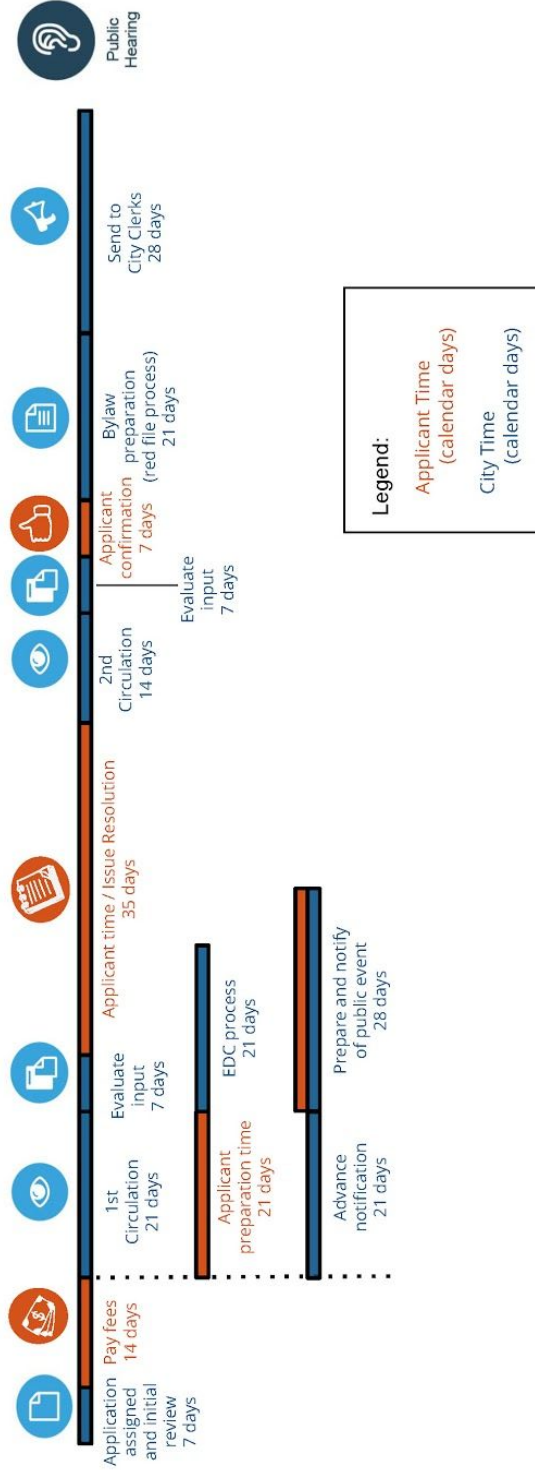 Application
assigned
and initial
review
7 days
Pay fees
14 days
1st
Circulation
21 days
Evaluate
input
7 days
Applicant time / Issue Resolution
35 days
2nd
Circulation
14 days
Evaluate
input
7 days
Applicant
confirmation
7 days
Bylaw
preparation
(red file process)
21 days
Send to
City Clerks
28 days
Public
Hearing
Applicant
preparation time
21 days
EDC process
21 days
Advance
notification
21 days
Prepare and notify
of public event
28 days
Legend:
Applicant Time
(calendar days)
City Time
(calendar days)